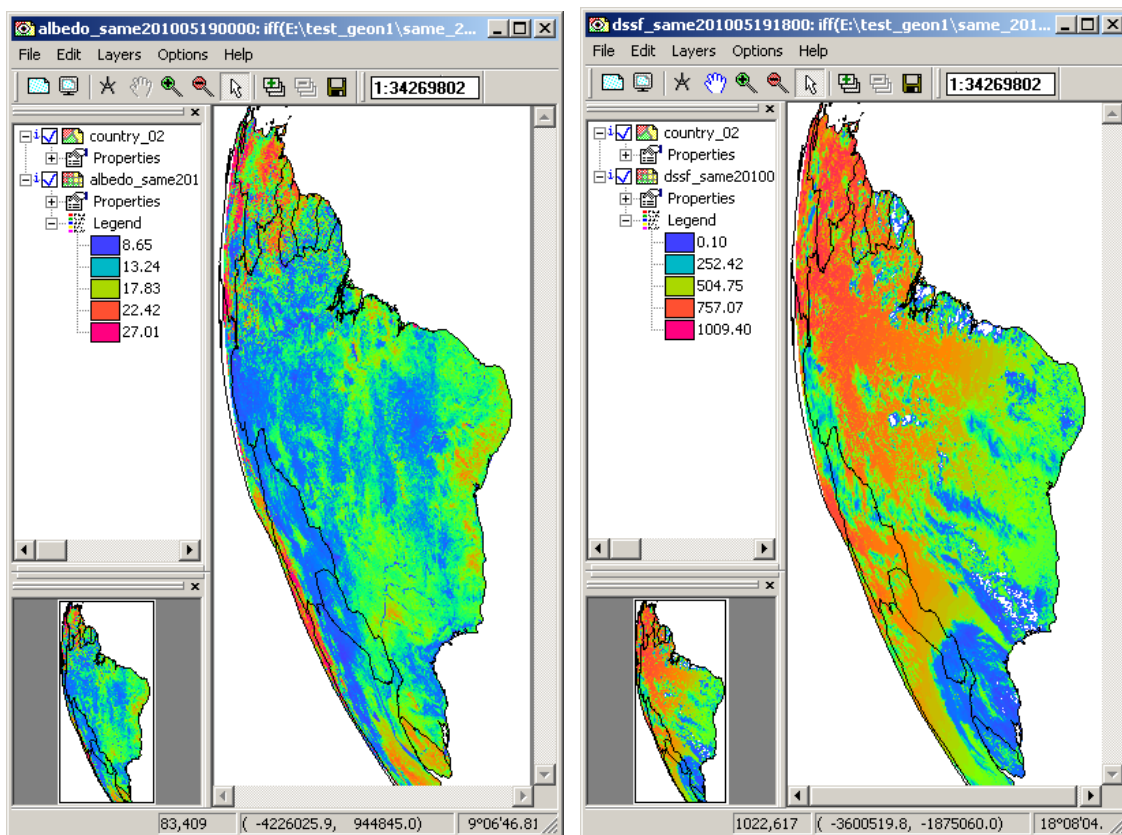 albedo_same201005190000: iff(E:\test_geon1\same_2...
File Edit Layers Options Help
1:34269802
country_02
Properties
albedo_same201
Properties
Legend
8.65
13.24
17.83
22.42
27.01
83,409 ( -4226025.9, 944845.0) 9°06'46.81
dssf_same201005191800: iff(E:\test_geon1\same_201...
File Edit Layers Options Help
1:34269802
country_02
Properties
dssf_same20100
Properties
Legend
0.10
252.42
504.75
757.07
1009.40
1022,617 ( -3600519.8, -1875060.0) 18°08'04.